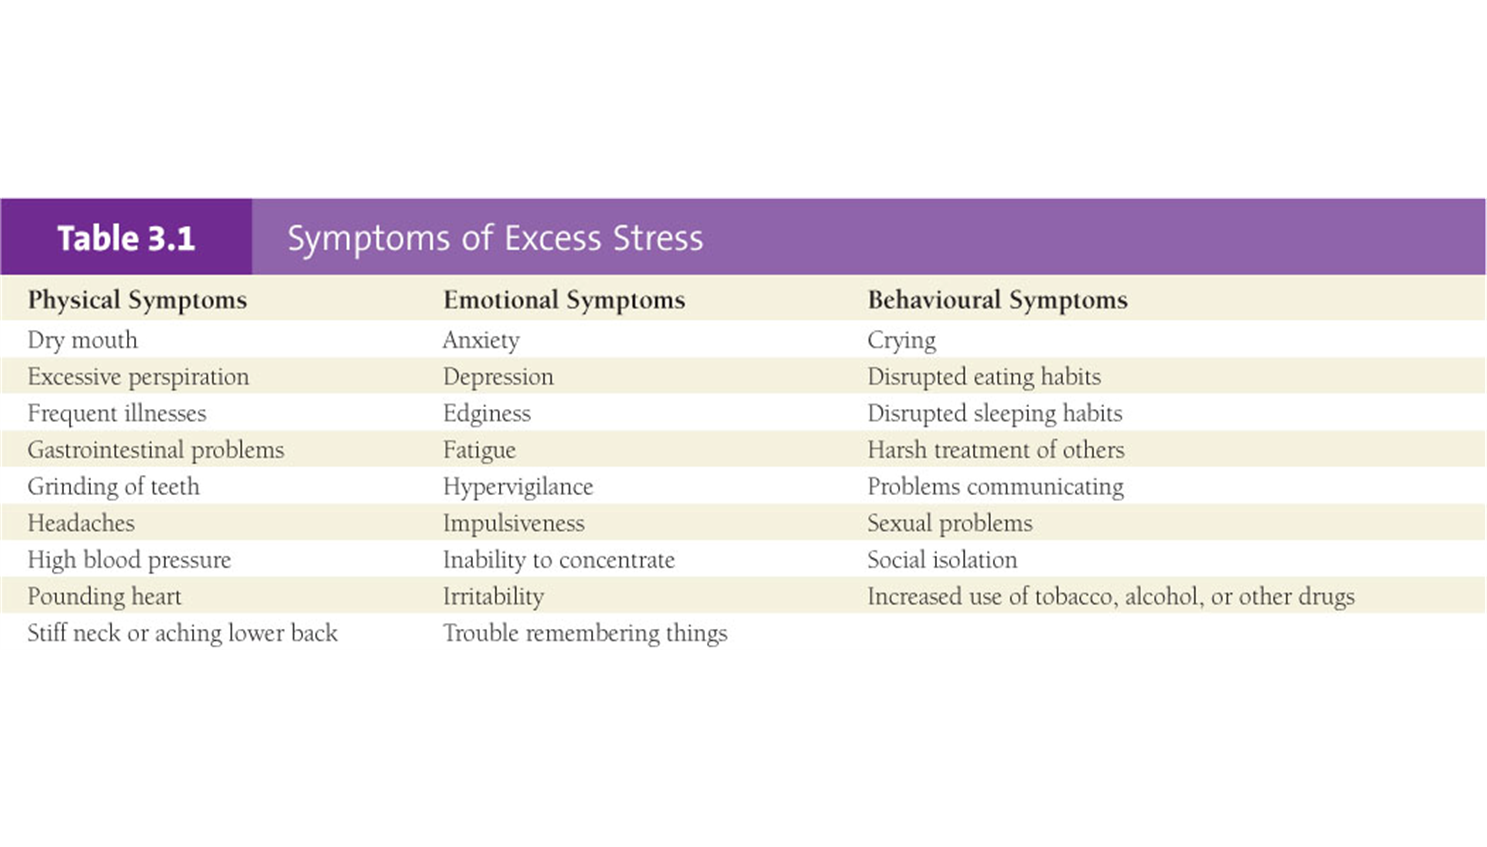 Table 3.1 Symptoms of Excess Stress
Physical Symptoms Emotional Symptoms Behavioural Symptoms
Dry mouth Anxiety Crying
Excessive perspiration Depression Disrupted eating habits
Frequent illnesses Edginess Disrupted sleeping habits
Gastrointestinal problems Fatigue Harsh treatment of others
Grinding of teeth Hypervigilance Problems communicating
Headaches Impulsiveness Sexual problems
High blood pressure Inability to concentrate Social isolation
Pounding heart Irritability Increased use of tobacco, alcohol, or other drugs
Stiff neck or aching lower back Trouble remembering things